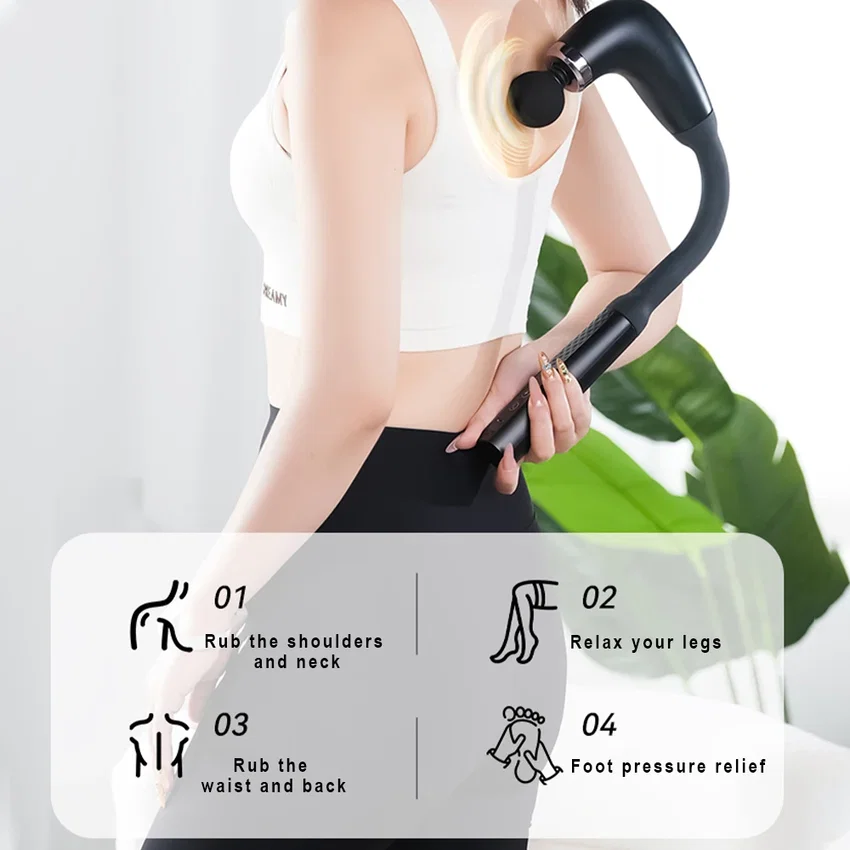 01
Rub the shoulders
and neck
02
Relax your legs
03
Rub the
waist and back
04
Foot pressure relief